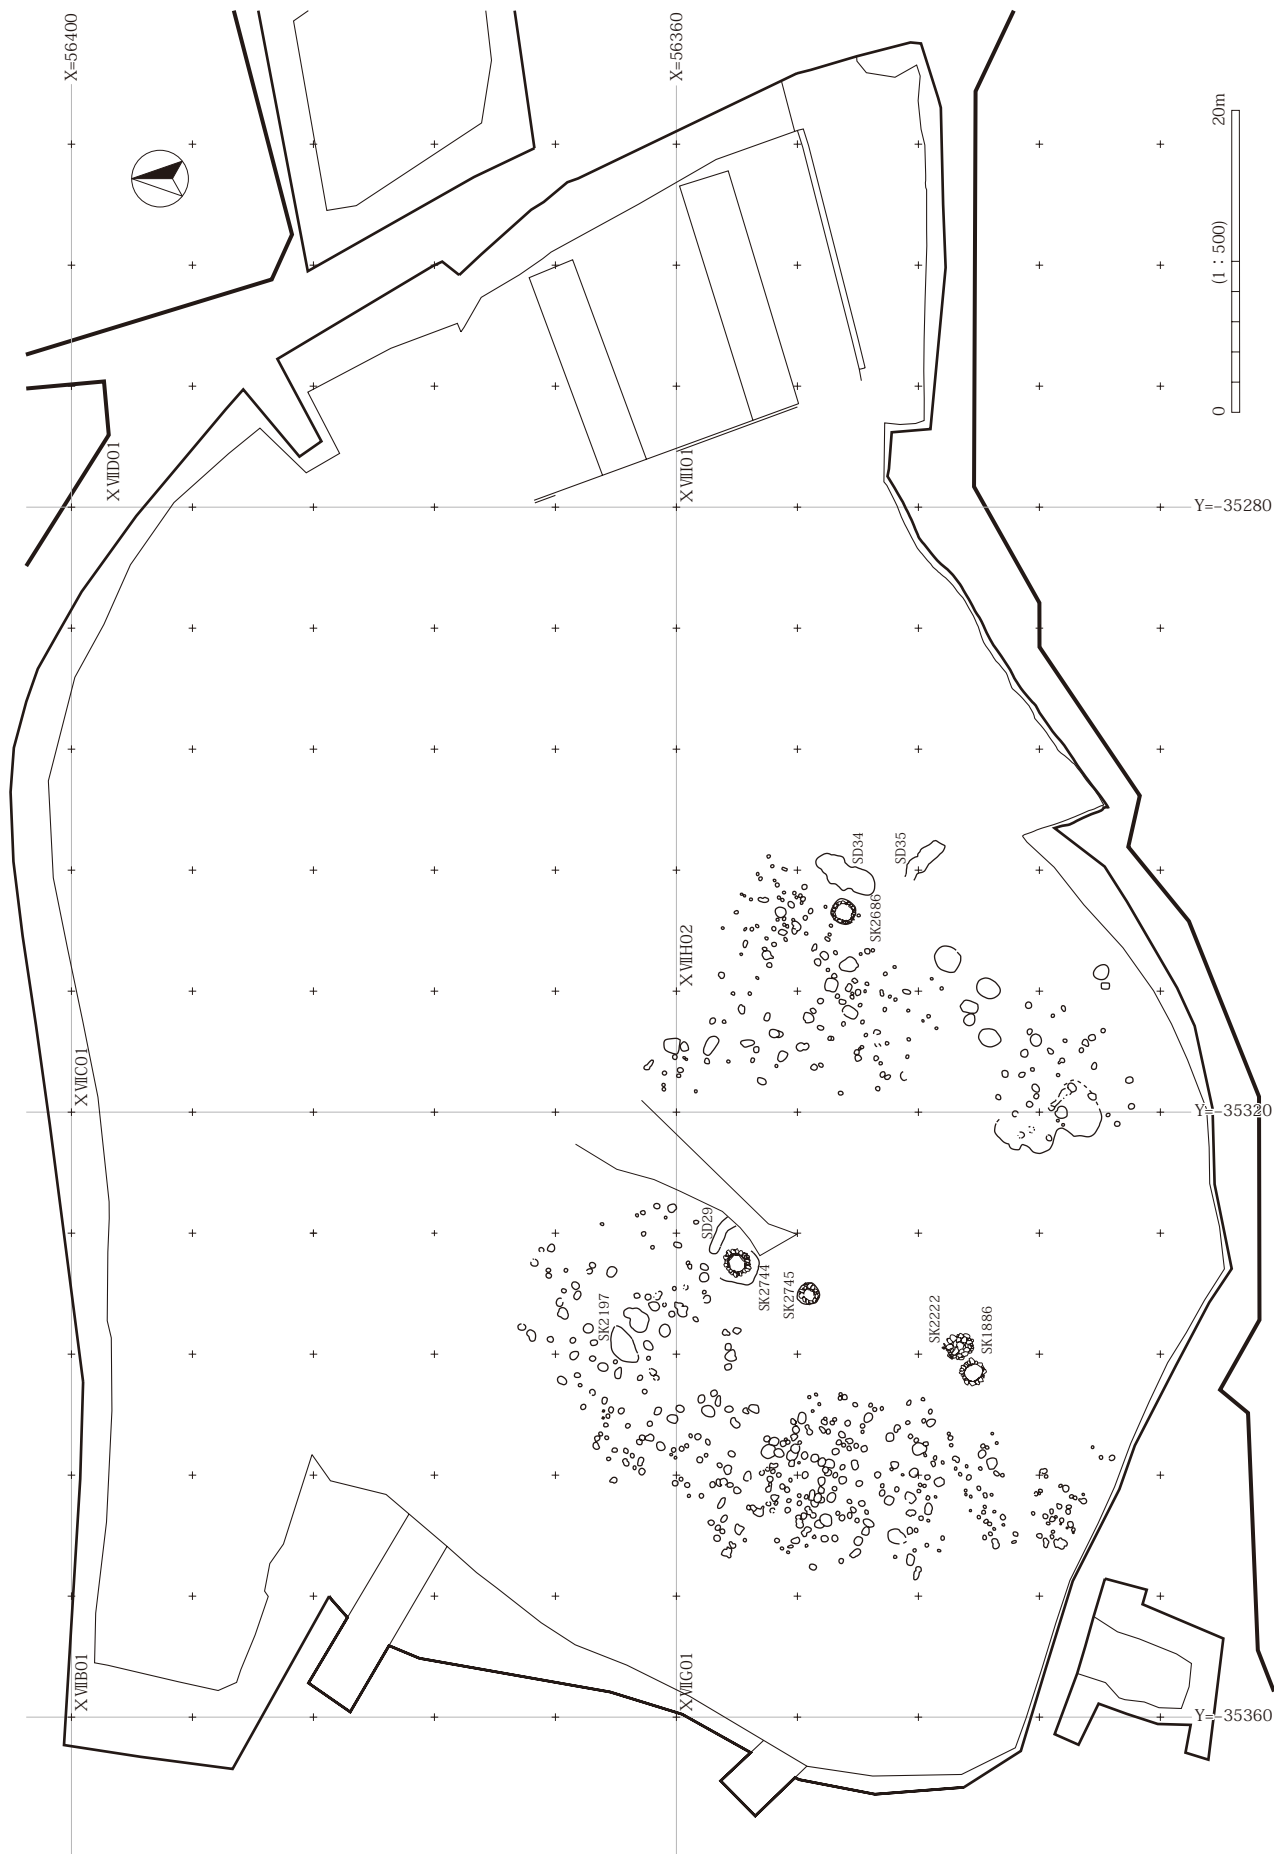 X=56400
X=56360
20m
(1 : 500)
0
XⅧD01
XⅧI01
Y=-35280
SD34
SD35
SK2686
XⅧH02
XⅧC01
Y=-35320
SD29
SK2744
SK2745
SK2197
SK2222
SK1886
XⅧB01
XⅧG01
Y=-35360